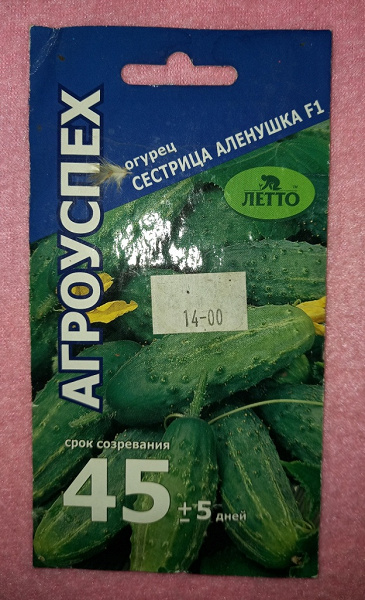 АГРОУСПЕХ
огурец
СЕСТРИЦА АЛЕНУШКА F1
ЛЕТТО
14-00
срок созревания
45 ±5 дней